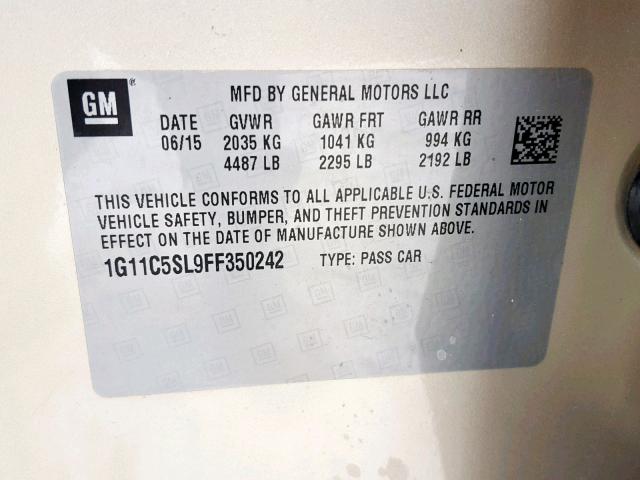 GM ® MFD BY GENERAL MOTORS LLC
DATE GVWR GAWR FRT GAWR RR
06/15 2035 KG 1041 KG 994 KG
4487 LB 2295 LB 2192 LB
THIS VEHICLE CONFORMS TO ALL APPLICABLE U.S. FEDERAL MOTOR
VEHICLE SAFETY, BUMPER, AND THEFT PREVENTION STANDARDS IN
EFFECT ON THE DATE OF MANUFACTURE SHOWN ABOVE.
1G11C5SL9FF350242 TYPE: PASS CAR